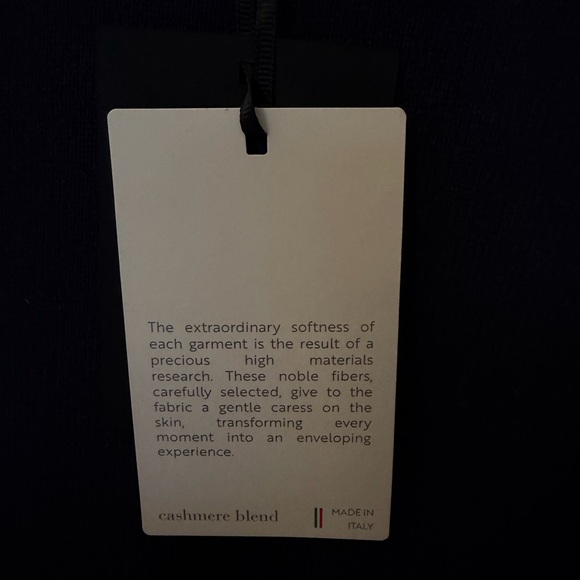 The extraordinary softness of
each garment is the result of a
precious high materials
research. These noble fibers,
carefully selected, give to the
fabric a gentle caress on the
skin, transforming every
moment into an enveloping
experience.
cashmere blend
MADE IN
ITALY